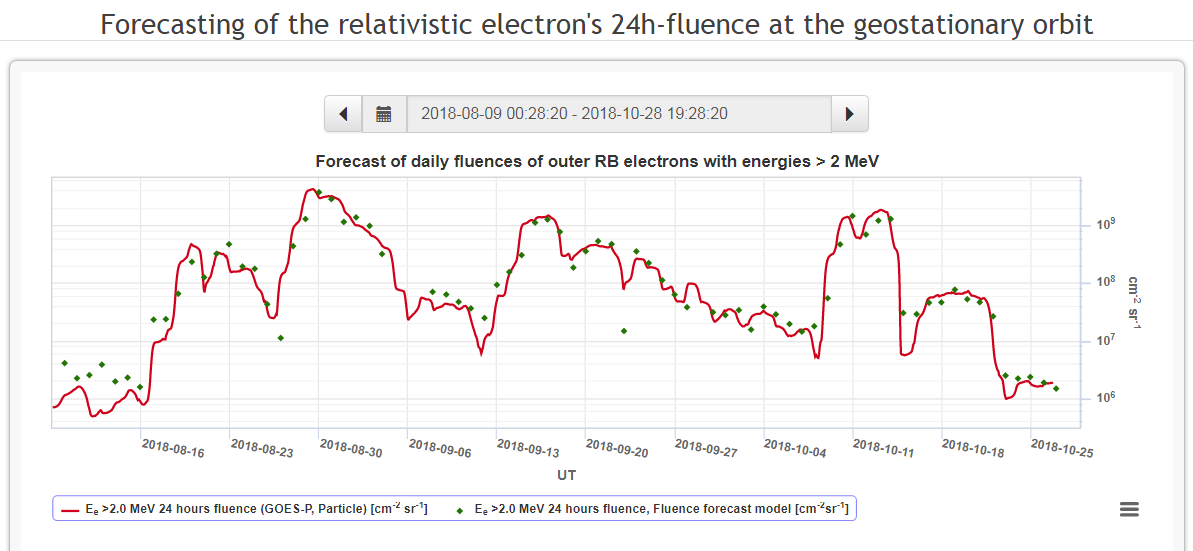 Forecasting of the relativistic electron's 24h-fluence at the geostationary orbit
2018-08-09 00:28:20 - 2018-10-28 19:28:20
Forecast of daily fluences of outer RB electrons with energies > 2 MeV
10⁹
10⁸
10⁷
10⁶
cm⁻² sr⁻¹
2018-08-16 2018-08-23 2018-08-30 2018-09-06 2018-09-13 2018-09-20 2018-09-27 2018-10-04 2018-10-11 2018-10-18 2018-10-25
UT
Eₑ >2.0 MeV 24 hours fluence (GOES-P, Particle) [cm⁻² sr⁻¹] Eₑ >2.0 MeV 24 hours fluence, Fluence forecast model [cm⁻²sr⁻¹]